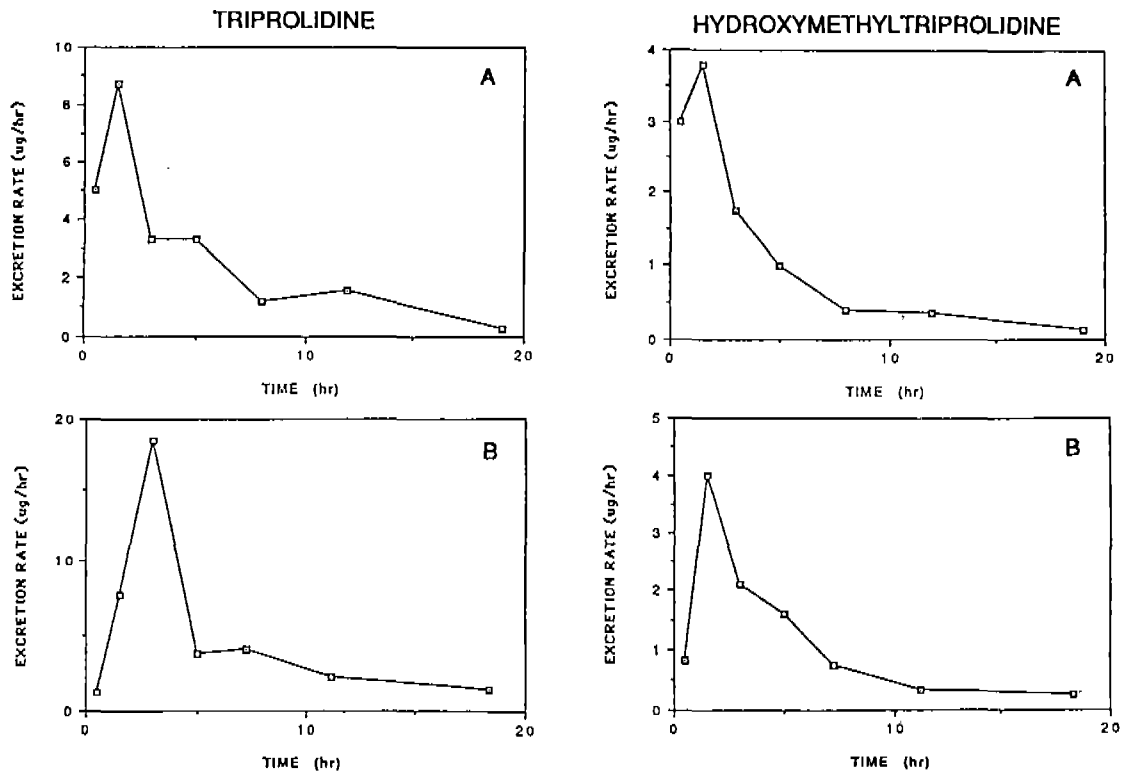 TRIPROLIDINE
HYDROXYMETHYLTRIPROLIDINE
10
8
6
4
2
0
EXCRETION RATE (ug/hr)
A
0
10
20
TIME (hr)
4
3
2
1
0
EXCRETION RATE (ug/hr)
A
0
10
20
TIME (hr)
20
10
0
EXCRETION RATE (ug/hr)
B
0
10
20
TIME (hr)
5
4
3
2
1
0
EXCRETION RATE (ug/hr)
B
0
10
20
TIME (hr)